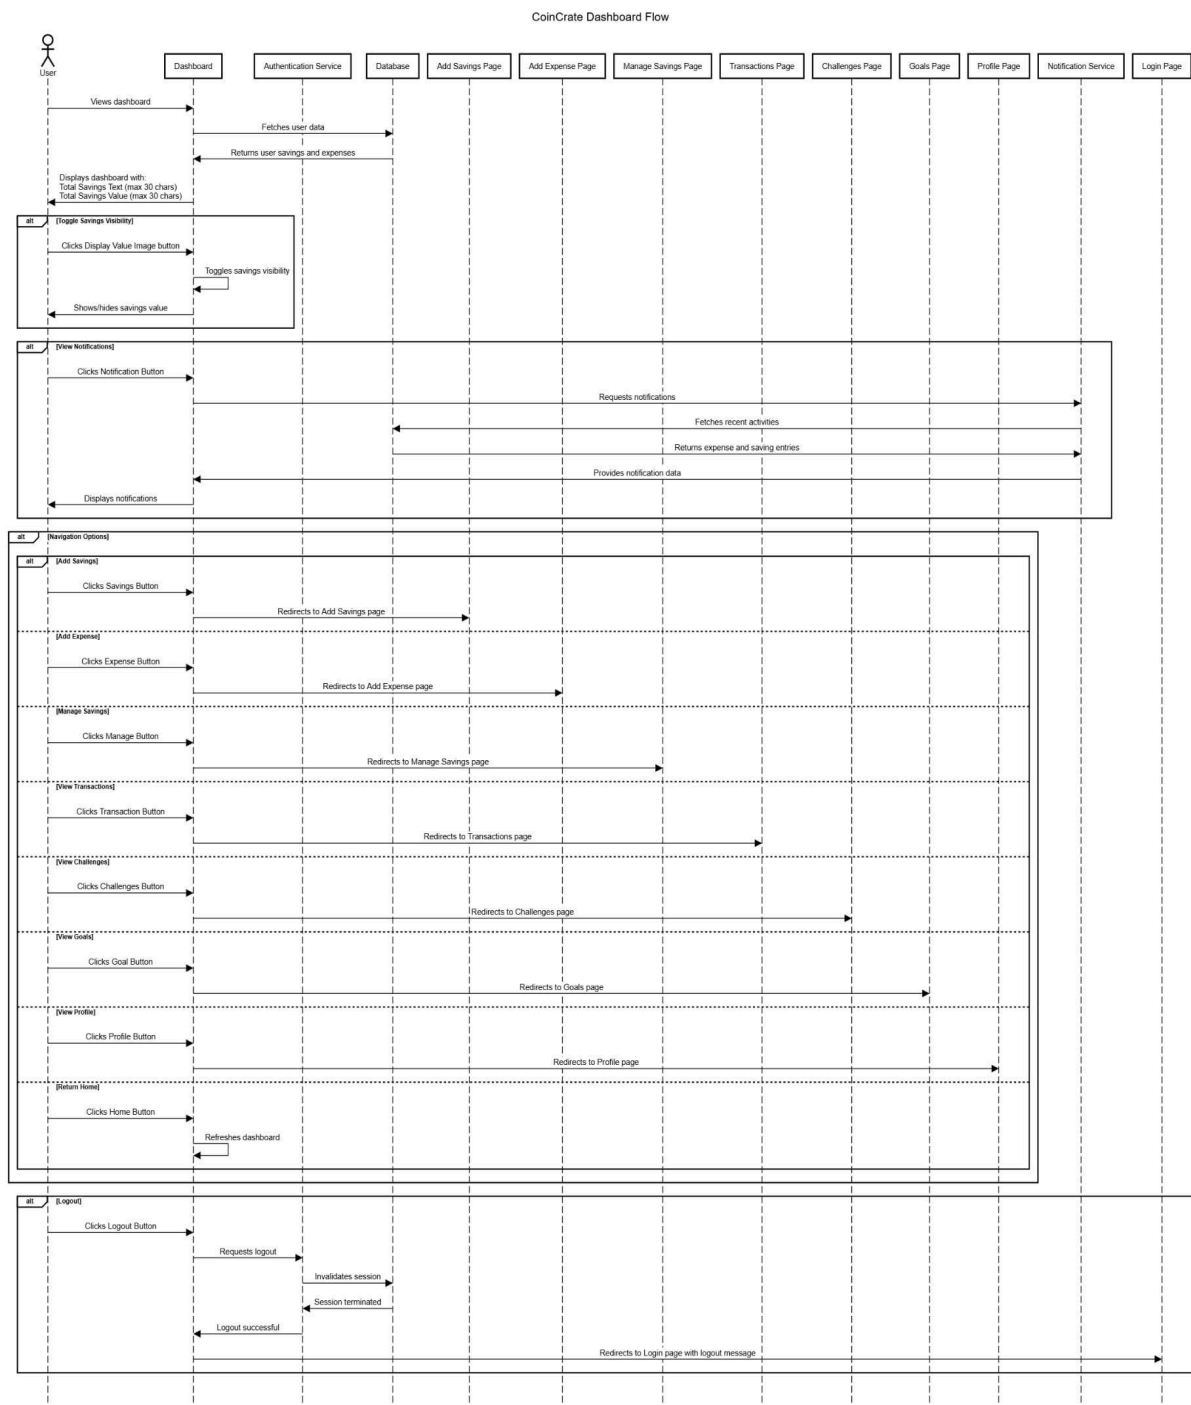 CoinCrate Dashboard Flow
User
Dashboard
Authentication Service
Database
Add Savings Page
Add Expense Page
Manage Savings Page
Transactions Page
Challenges Page
Goals Page
Profile Page
Notification Service
Login Page
Views dashboard
Fetches user data
Returns user savings and expenses
Displays dashboard with:
Total Savings Text (max 30 chars)
Total Savings Value (max 30 chars)
alt [Toggle Savings Visibility]
Clicks Display Value Image button
Toggles savings visibility
Shows/hides savings value
alt [View Notifications]
Clicks Notification Button
Requests notifications
Fetches recent activities
Returns expense and saving entries
Provides notification data
Displays notifications
alt [Navigation Options]
alt [Add Savings]
Clicks Savings Button
Redirects to Add Savings page
[Add Expense]
Clicks Expense Button
Redirects to Add Expense page
[Manage Savings]
Clicks Manage Button
Redirects to Manage Savings page
[View Transactions]
Clicks Transaction Button
Redirects to Transactions page
[View Challenges]
Clicks Challenges Button
Redirects to Challenges page
[View Goals]
Clicks Goal Button
Redirects to Goals page
[View Profile]
Clicks Profile Button
Redirects to Profile page
[Return Home]
Clicks Home Button
Refreshes dashboard
alt [Logout]
Clicks Logout Button
Requests logout
Invalidates session
Session terminated
Logout successful
Redirects to Login page with logout message